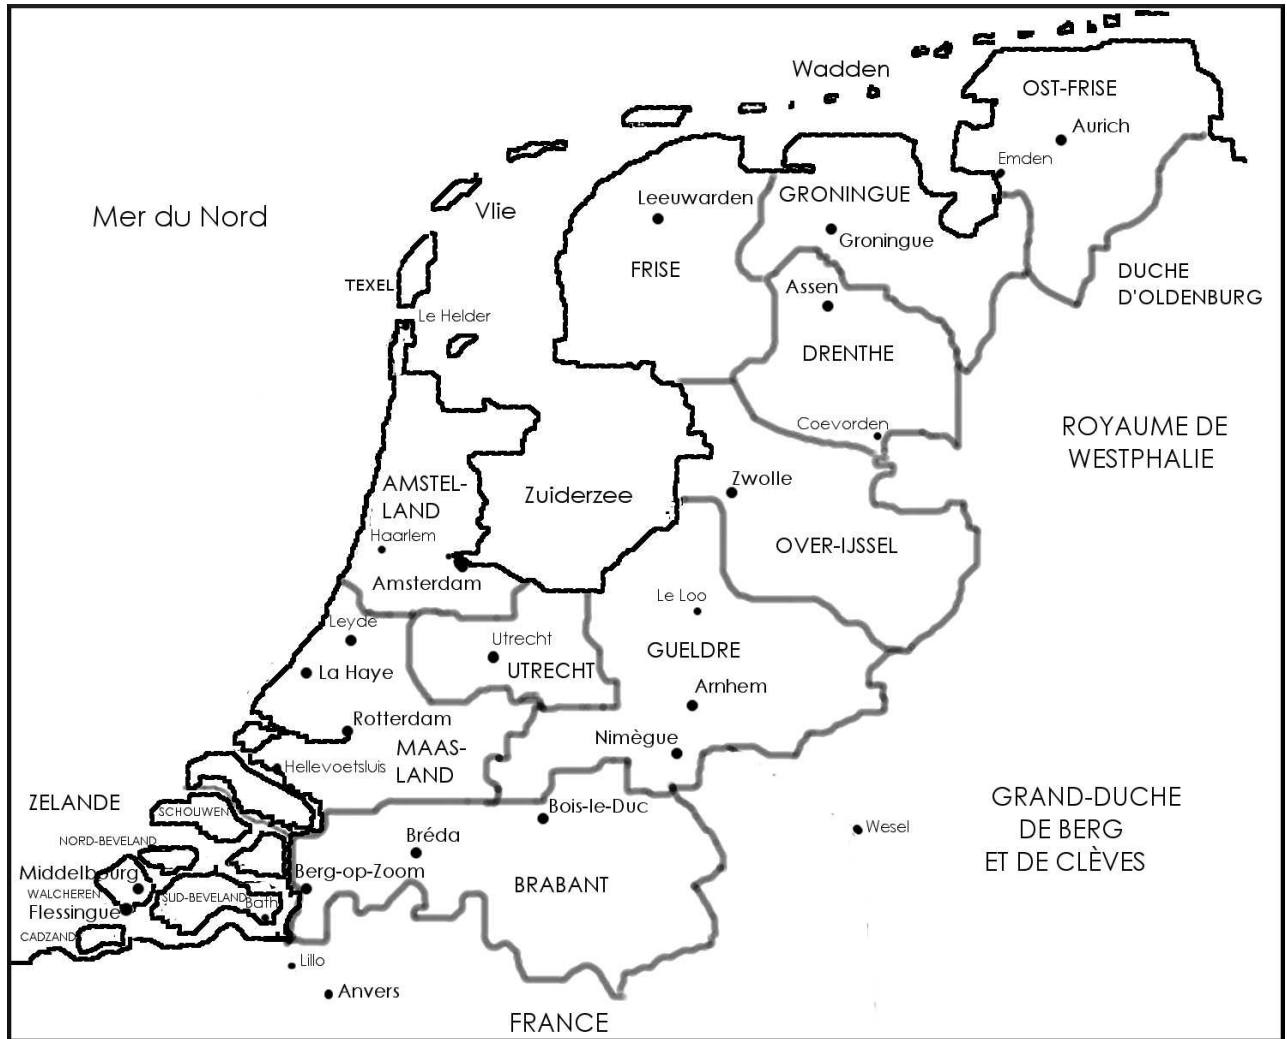 Wadden
OST-FRISE
Aurich
Emden
Mer du Nord
Vlie
Leeuwarden
GRONINGUE
Groningue
FRISE
TEXEL
Assen
DUCHE
D'OLDENBURG
Le Helder
DRENTHE
Coevorden
ROYAUME DE
WESTPHALIE
AMSTEL-
LAND
Zuiderzee
Zwolle
Haarlem
OVER-IJSSEL
Amsterdam
Le Loo
Leyde
Utrecht
GUELDRE
La Haye
UTRECHT
Arnhem
Rotterdam
MAAS-
LAND
Nimègue
Hellevoetsluis
ZELANDE
SCHOUWEN
Bois-le-Duc
GRAND-DUCHE
DE BERG
ET DE CLÈVES
Wesel
NORD-BEVELAND
Bréda
Middelbourg
Berg-op-Zoom
BRABANT
WALCHEREN
SUD-BEVELAND
Bath
Flessingue
CADZAND
Lillo
Anvers
FRANCE